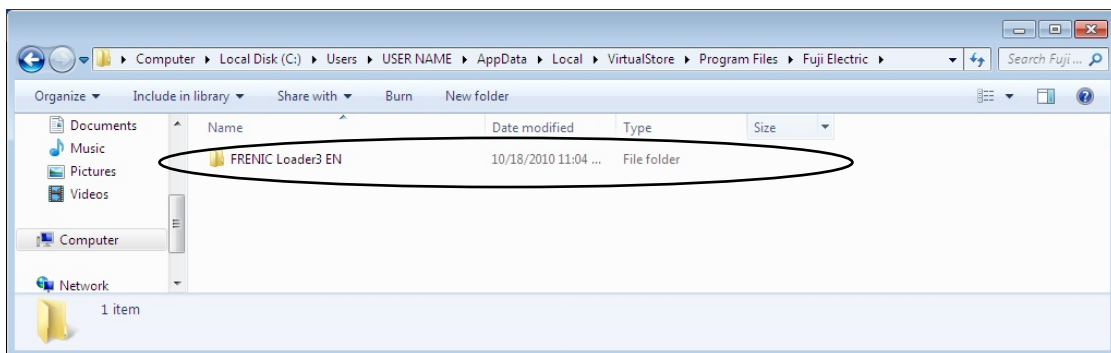 Computer ▸ Local Disk (C:) ▸ Users ▸ USER NAME ▸ AppData ▸ Local ▸ VirtualStore ▸ Program Files ▸ Fuji Electric ▸ Search Fuji ...
Organize Include in library Share with Burn New folder
Name Date modified Type Size
Documents
Music
Pictures
Videos
Computer
Network
FRENIC Loader3 EN 10/18/2010 11:04 ... File folder
1 item